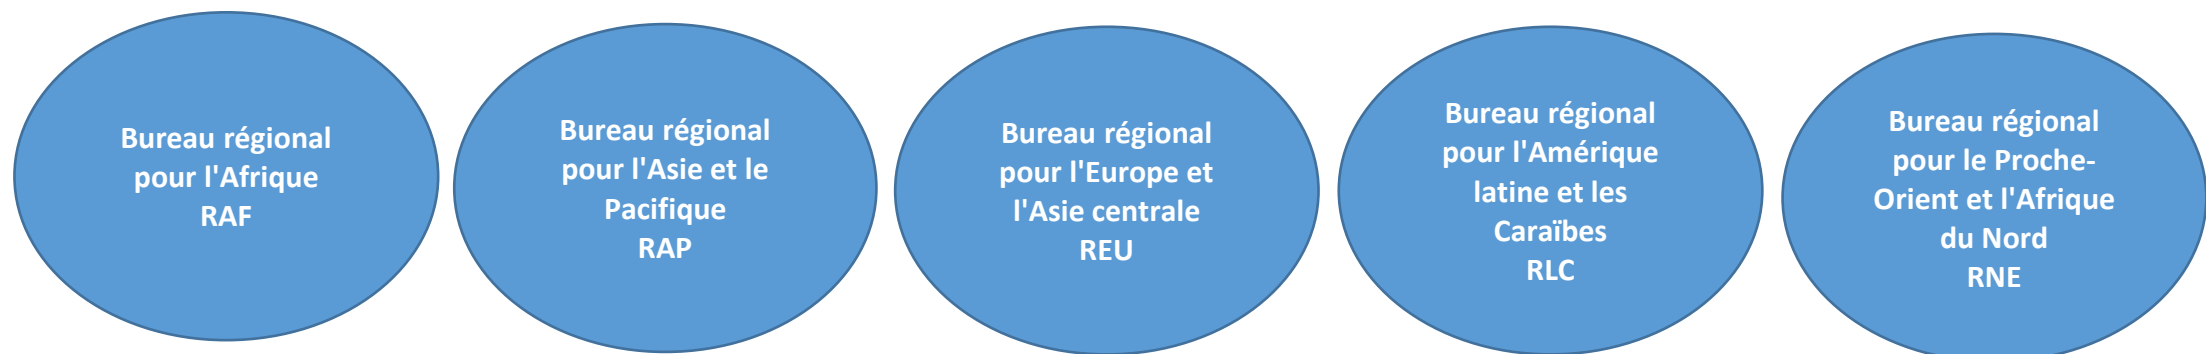 Bureau régional
pour l'Afrique
RAF
Bureau régional
pour l'Asie et le
Pacifique
RAP
Bureau régional
pour l'Europe et
l'Asie centrale
REU
Bureau régional
pour l'Amérique
latine et les
Caraïbes
RLC
Bureau régional
pour le Proche-
Orient et l'Afrique
du Nord
RNE